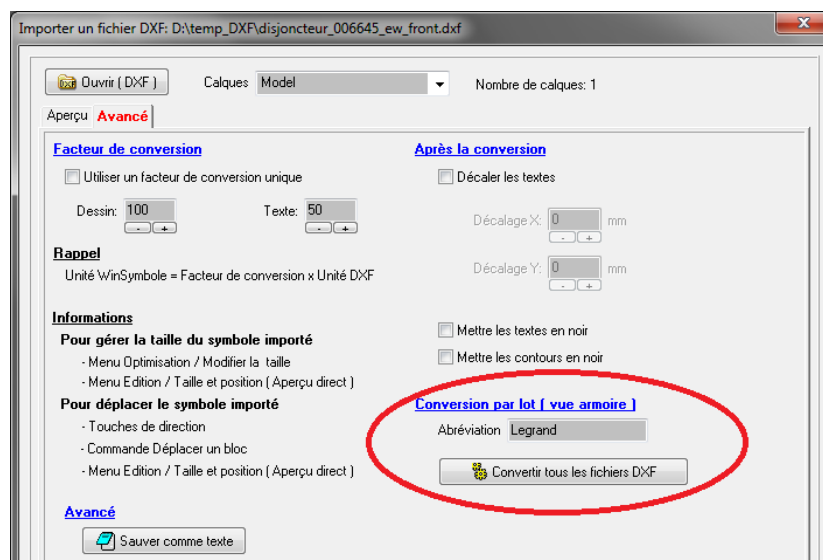 Importer un fichier DXF: D:\temp_DXF\disjoncteur_006645_ew_front.dxf
Ouvrir ( DXF )
Calques
Model
Nombre de calques: 1
Aperçu
Avancé
Facteur de conversion
Utiliser un facteur de conversion unique
Dessin: 100
Texte: 50
- +
- +
Rappel
Unité WinSymbole = Facteur de conversion x Unité DXF
Informations
Pour gérer la taille du symbole importé
- Menu Optimisation / Modifier la taille
- Menu Edition / Taille et position ( Aperçu direct )
Pour déplacer le symbole importé
- Touches de direction
- Commande Déplacer un bloc
- Menu Edition / Taille et position ( Aperçu direct )
Avancé
Sauver comme texte
Après la conversion
Décaler les textes
Décalage X: 0 mm
- +
Décalage Y: 0 mm
- +
Mettre les textes en noir
Mettre les contours en noir
Conversion par lot ( vue armoire )
Abréviation Legrand
Convertir tous les fichiers DXF